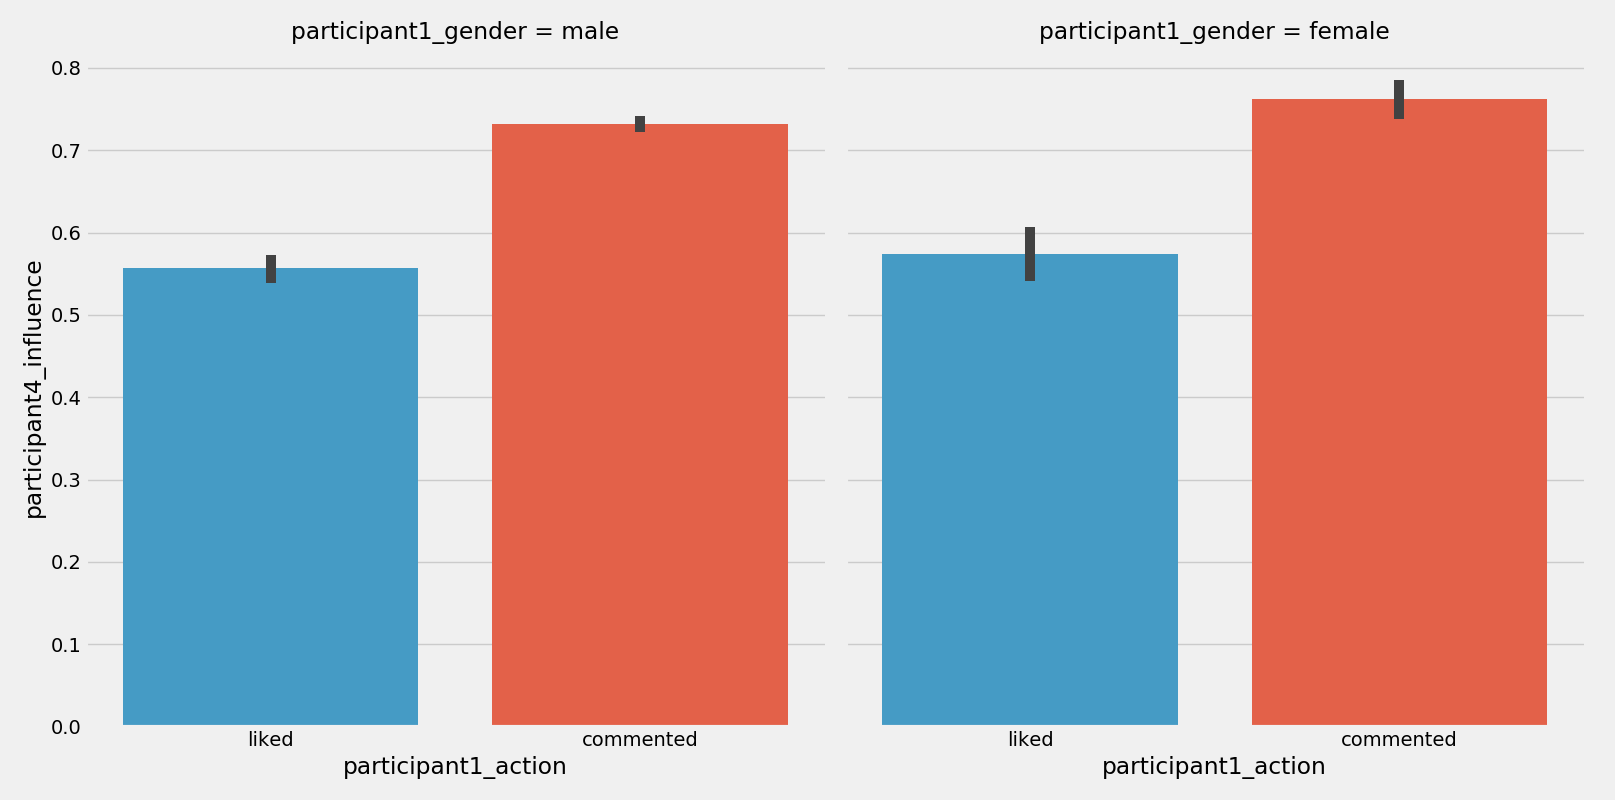 participant1_gender = male
participant1_gender = female
participant4_influence
0.8
0.7
0.6
0.5
0.4
0.3
0.2
0.1
0.0
liked
commented
liked
commented
participant1_action
participant1_action